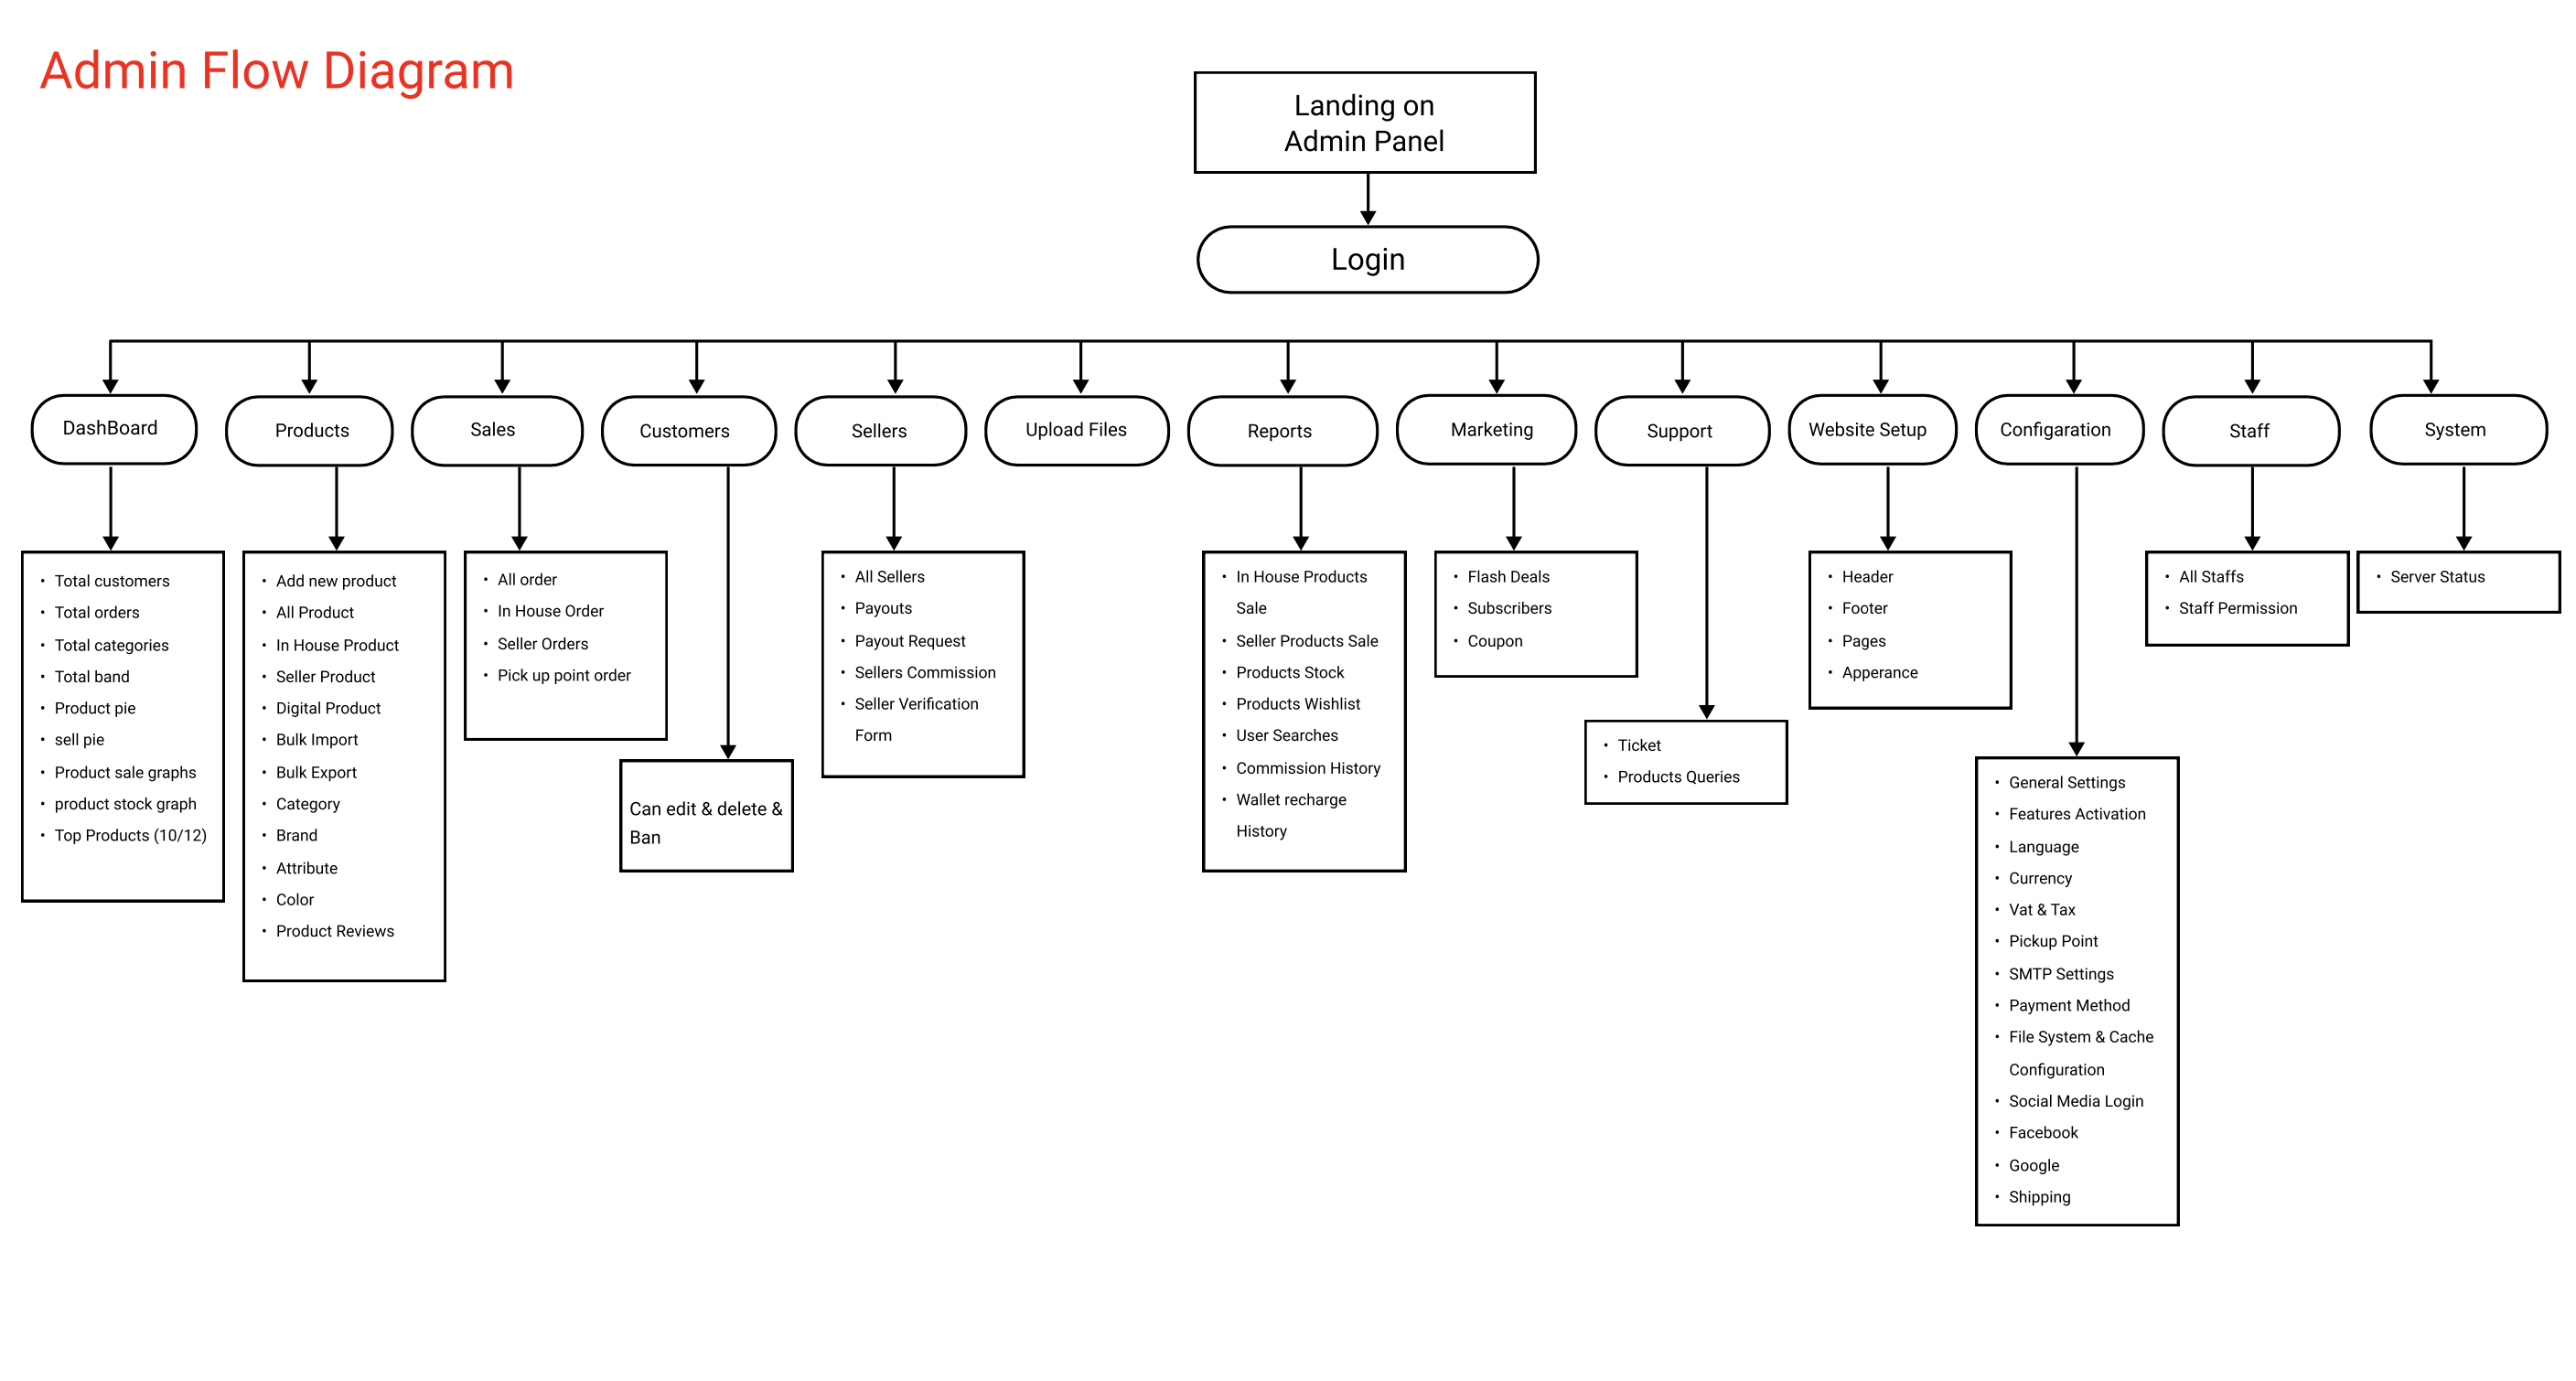 Admin Flow Diagram
Landing on
Admin Panel
Login
DashBoard
Products
Sales
Customers
Sellers
Upload Files
Reports
Marketing
Support
Website Setup
Configaration
Staff
System
• Total customers
• Total orders
• Total categories
• Total band
• Product pie
• sell pie
• Product sale graphs
• product stock graph
• Top Products (10/12)
• Add new product
• All Product
• In House Product
• Seller Product
• Digital Product
• Bulk Import
• Bulk Export
• Category
• Brand
• Attribute
• Color
• Product Reviews
• All order
• In House Order
• Seller Orders
• Pick up point order
Can edit & delete &
Ban
• All Sellers
• Payouts
• Payout Request
• Sellers Commission
• Seller Verification
Form
• In House Products
Sale
• Seller Products Sale
• Products Stock
• Products Wishlist
• User Searches
• Commission History
• Wallet recharge
History
• Flash Deals
• Subscribers
• Coupon
• Ticket
• Products Queries
• Header
• Footer
• Pages
• Apperance
• General Settings
• Features Activation
• Language
• Currency
• Vat & Tax
• Pickup Point
• SMTP Settings
• Payment Method
• File System & Cache
Configuration
• Social Media Login
• Facebook
• Google
• Shipping
• All Staffs
• Staff Permission
• Server Status